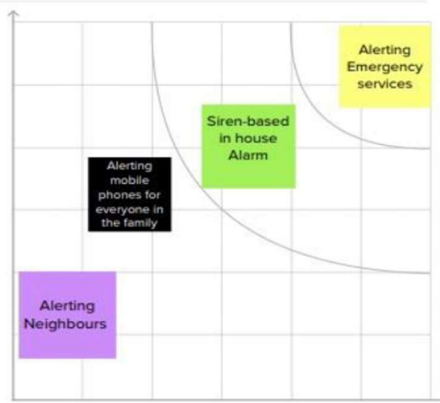 Alerting
Emergency
services
Siren-based
in house
Alarm
Alerting
mobile
phones for
everyone in
the family
Alerting
Neighbours